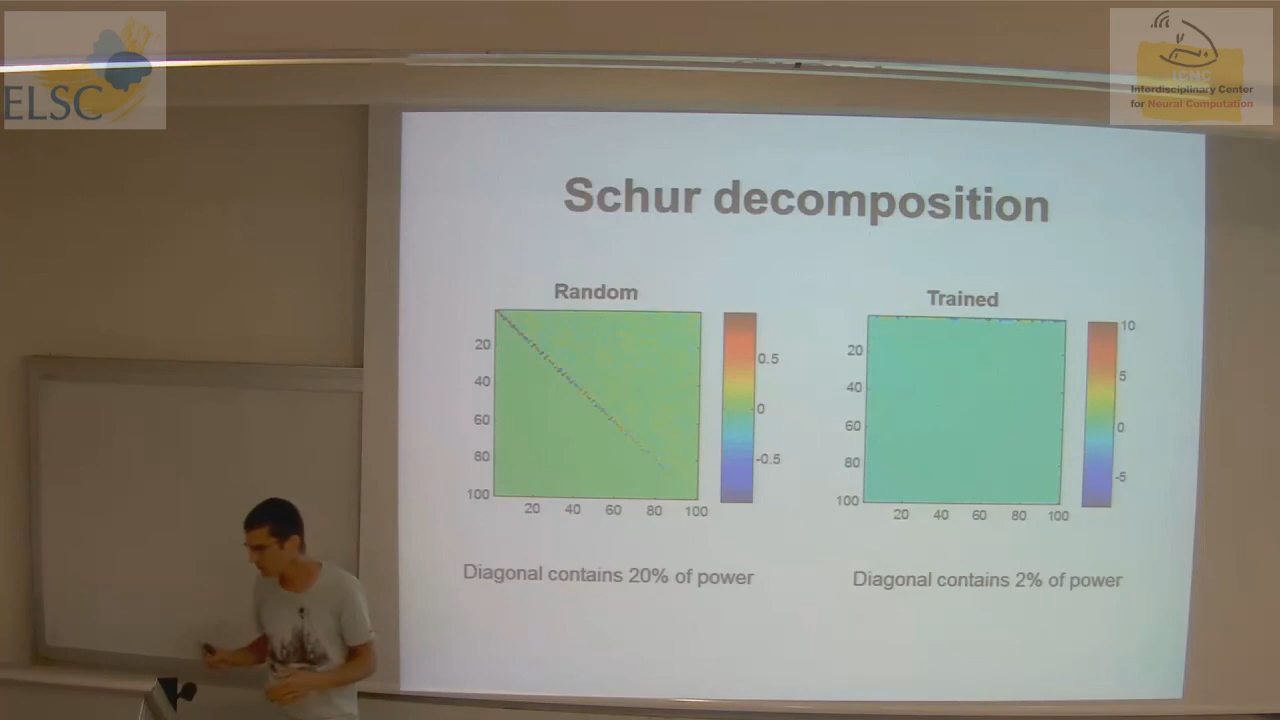 ELSC
ICNC
Interdisciplinary Center
for Neural Computation
Schur decomposition
Random
20
40
60
80
100
20 40 60 80 100
0.5
0
-0.5
Trained
20
40
60
80
100
20 40 60 80 100
10
5
0
-5
Diagonal contains 20% of power
Diagonal contains 2% of power